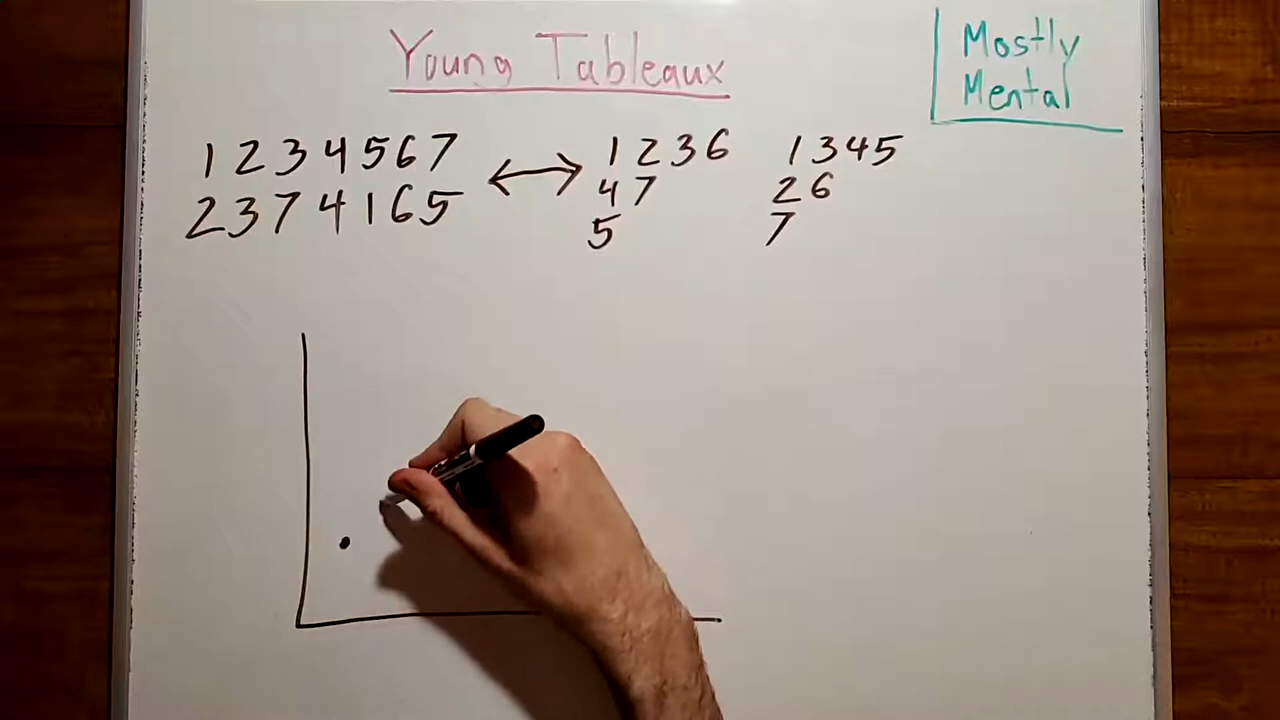 Young Tableaux
Mostly
Mental
1 2 3 4 5 6 7 ↔ 1 2 3 6 1 3 4 5
2 3 7 4 1 6 5 4 7 2 6
5 7